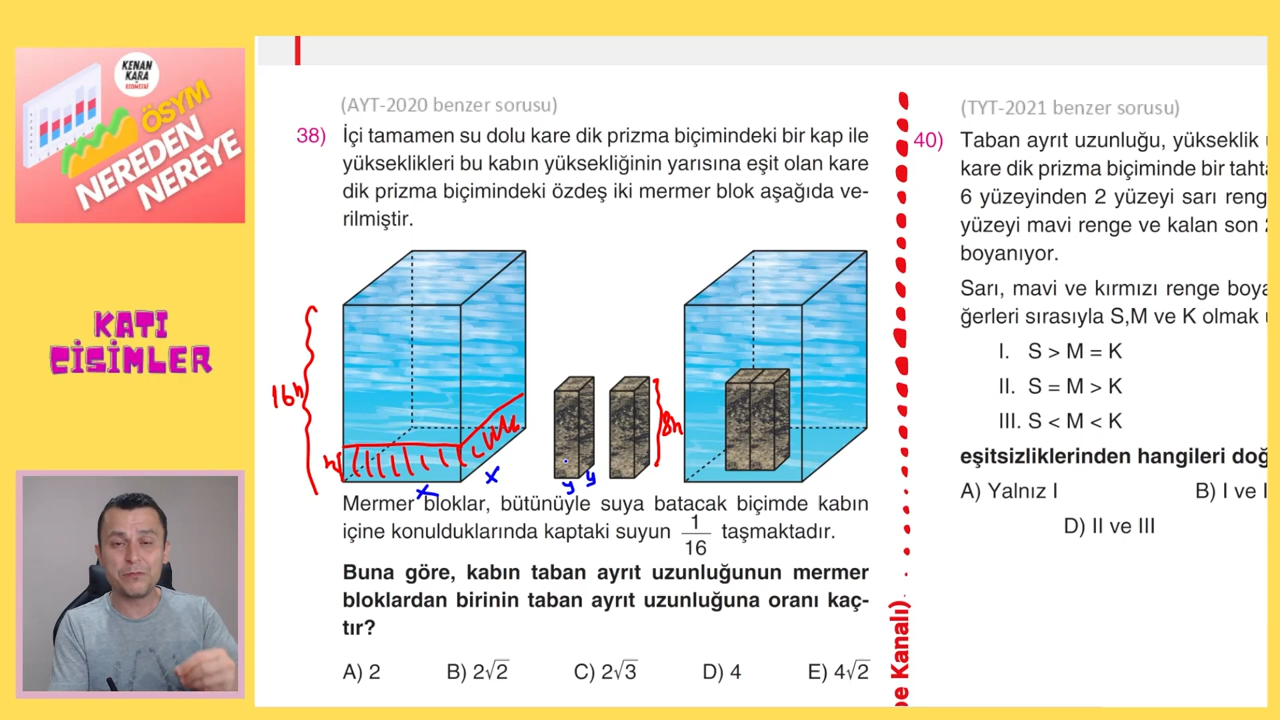 KENAN
KARA
ile
GEOMETRİ
ÖSYM
NEREDEN
NEREYE
KATI
CİSİMLER
(AYT-2020 benzer sorusu)
38) İçi tamamen su dolu kare dik prizma biçimindeki bir kap ile
yükseklikleri bu kabın yüksekliğinin yarısına eşit olan kare
dik prizma biçimindeki özdeş iki mermer blok aşağıda ve-
rilmiştir.
16h
h
x
x
y
y
8h
Mermer bloklar, bütünüyle suya batacak biçimde kabın
içine konulduklarında kaptaki suyun 1/16 taşmaktadır.
Buna göre, kabın taban ayrıt uzunluğunun mermer
bloklardan birinin taban ayrıt uzunluğuna oranı kaç-
tır?
A) 2 B) 2√2 C) 2√3 D) 4 E) 4√2
Kanalı)
(TYT-2021 benzer sorusu)
40) Taban ayrıt uzunluğu, yükseklik
kare dik prizma biçiminde bir taht
6 yüzeyinden 2 yüzeyi sarı reng
yüzeyi mavi renge ve kalan son
boyanıyor.
Sarı, mavi ve kırmızı renge boya
ğerleri sırasıyla S,M ve K olmak
I. S > M = K
II. S = M > K
III. S < M < K
eşitsizliklerinden hangileri doğ
A) Yalnız I B) I ve I
D) II ve III